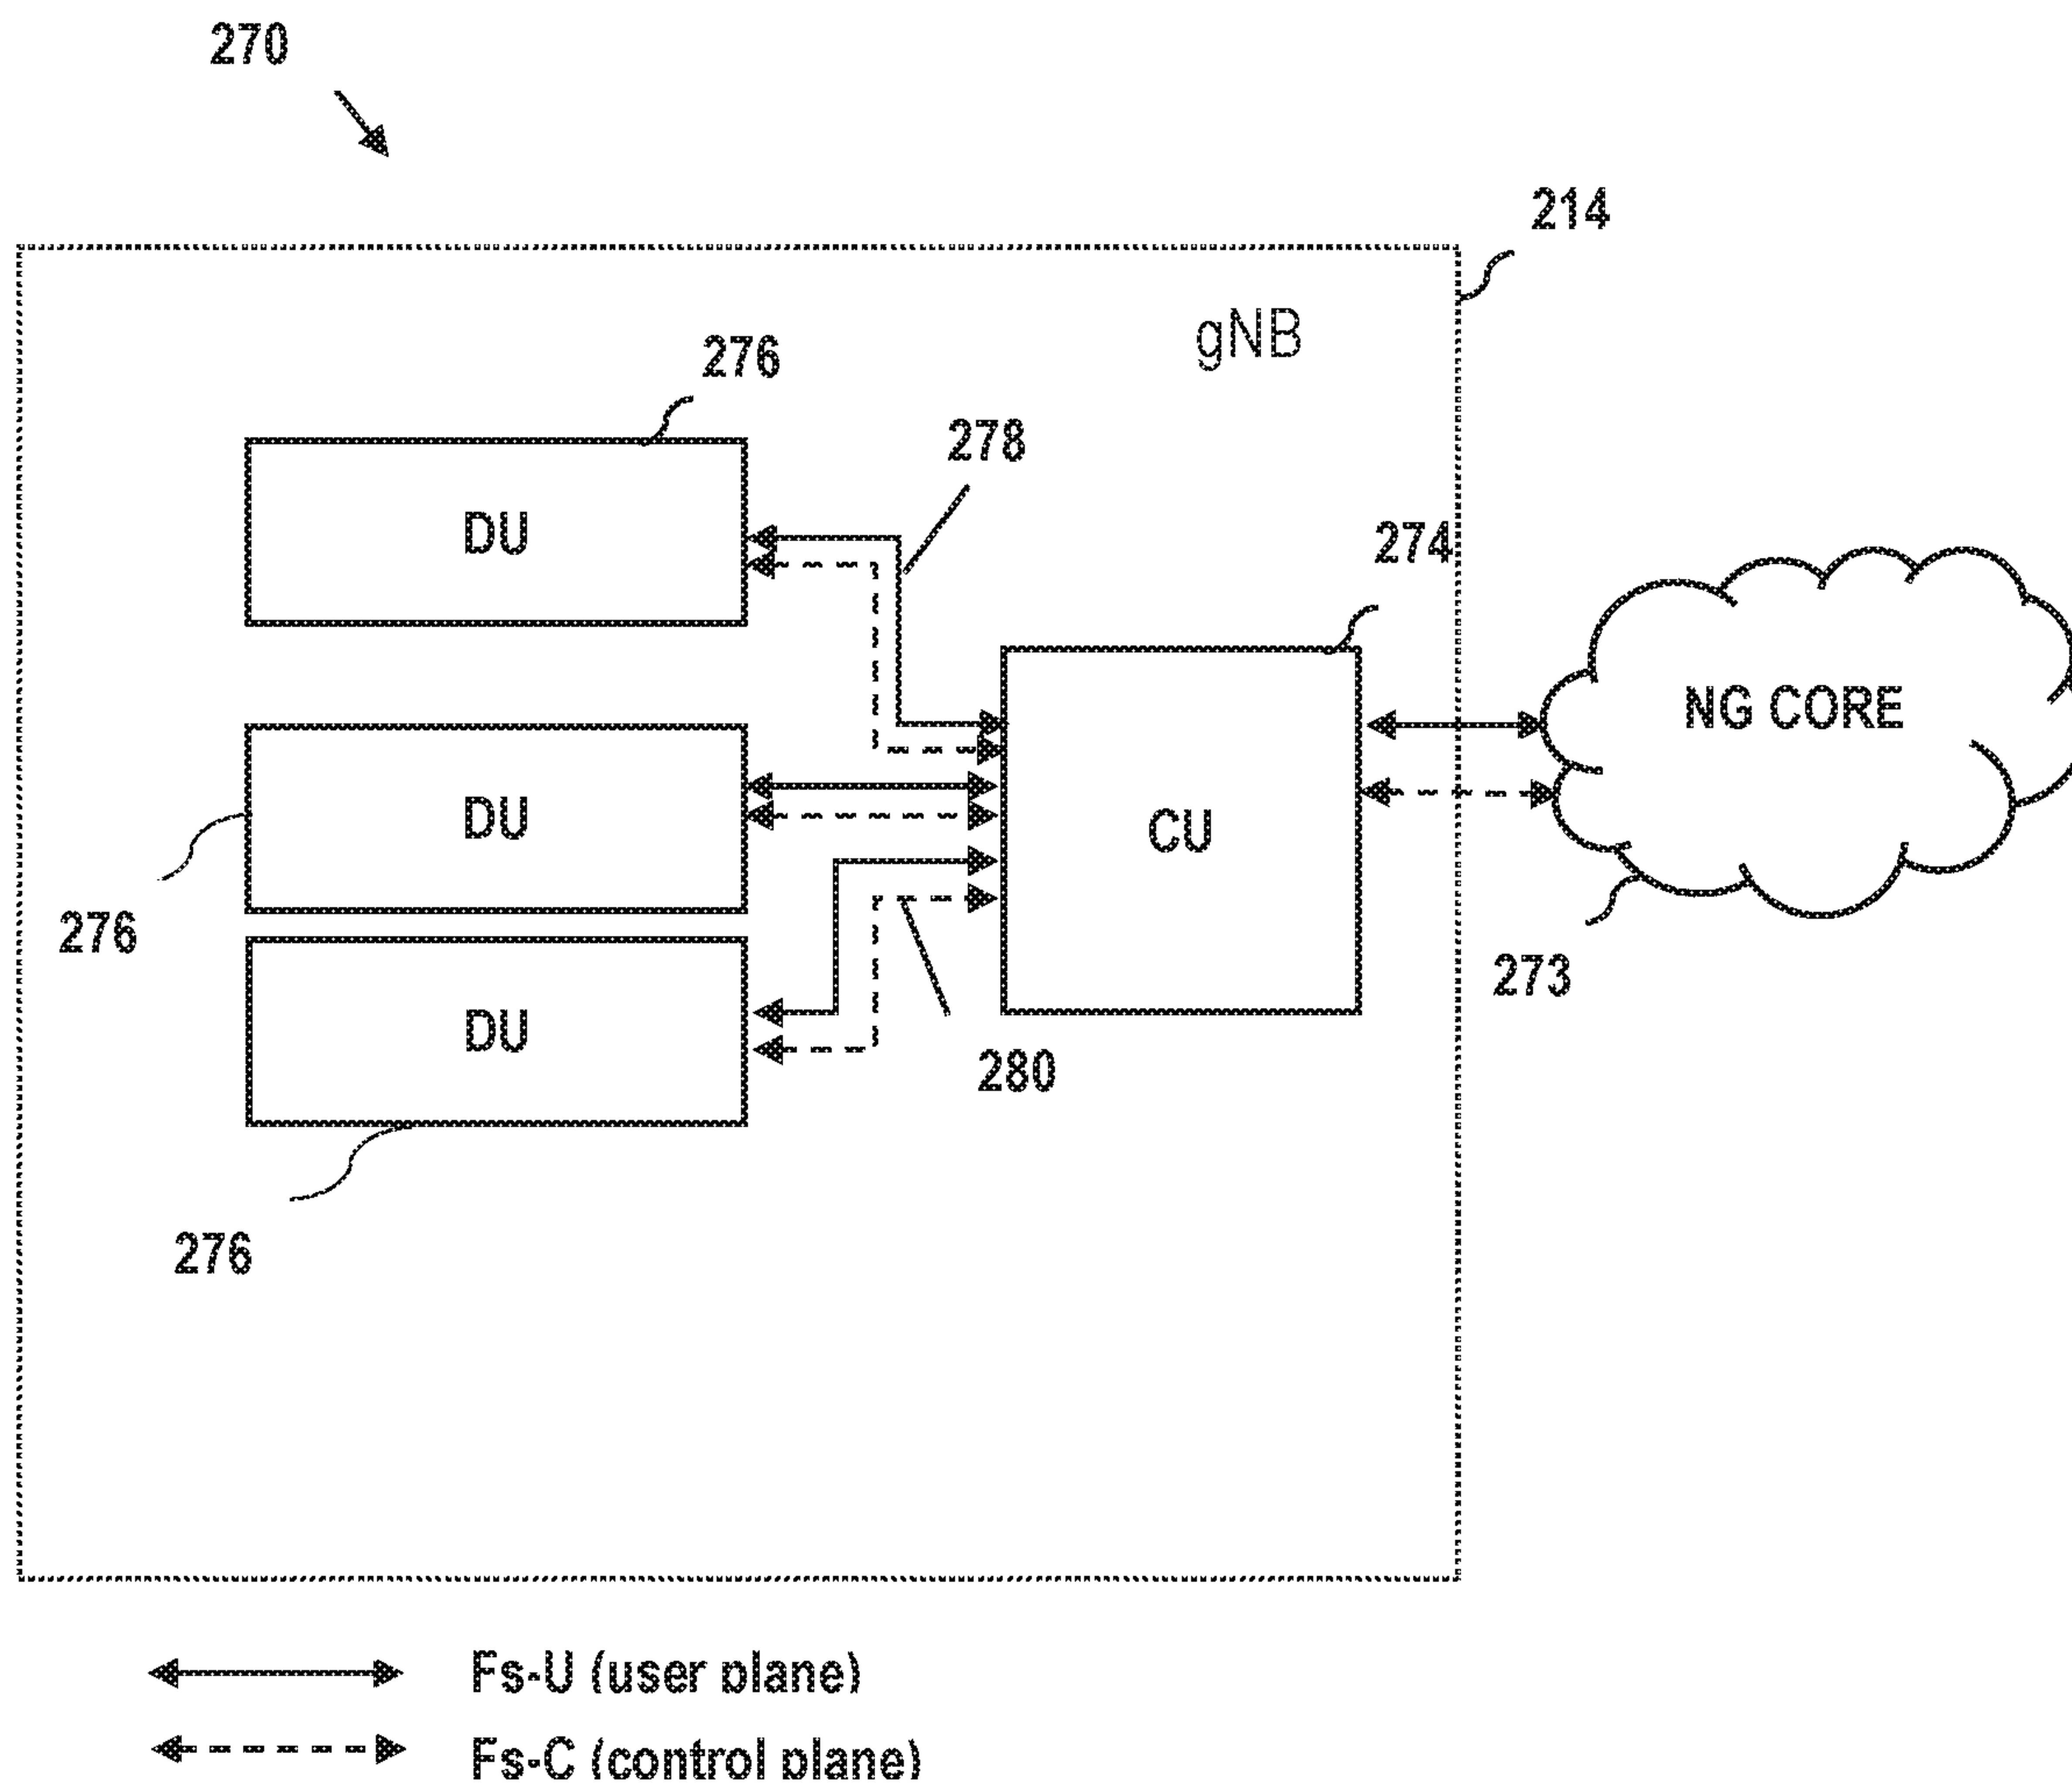 270
214
gNB
276
278
DU
274
NG CORE
DU
CU
276
273
DU
280
276
Fs-U (user plane)
Fs-C (control plane)